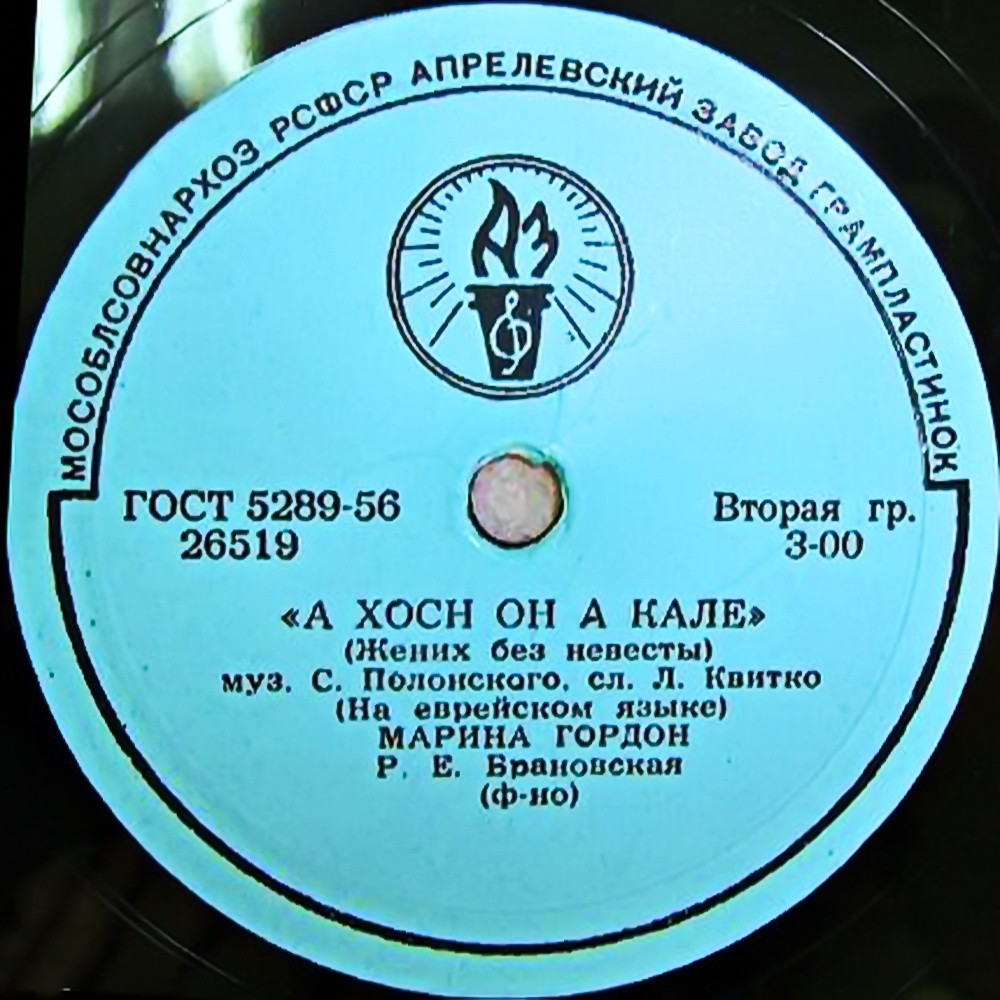 МОСОБЛСОВНАРХОЗ РСФСР АПРЕЛЕВСКИЙ ЗАВОД ГРАМПЛАСТИНОК
АЗ
ГОСТ 5289-56
26519
Вторая гр.
3-00
«А ХОСН ОН А КАЛЕ»
(Жених без невесты)
муз. С. Полонского, сл. Л. Квитко
(На еврейском языке)
МАРИНА ГОРДОН
Р. Е. Брановская
(ф-но)